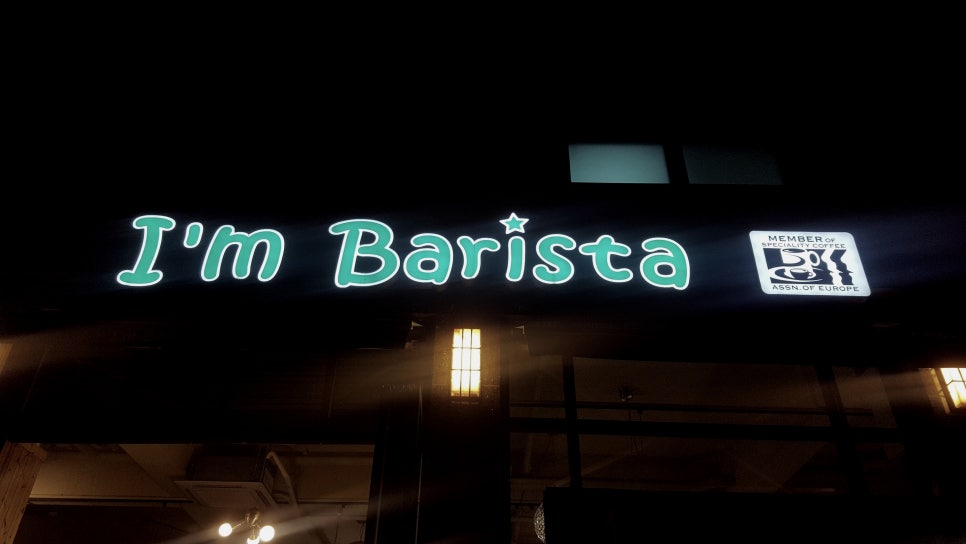 I'm Barista
MEMBER OF
SPECIALITY COFFEE
ASSN. OF EUROPE